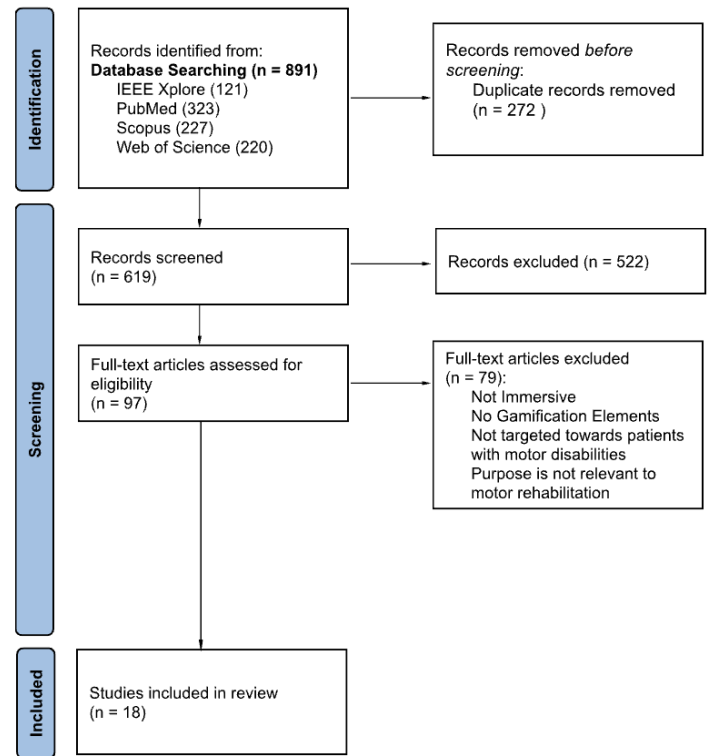 Identification
Records identified from:
Database Searching (n = 891)
IEEE Xplore (121)
PubMed (323)
Scopus (227)
Web of Science (220)
Records removed before
screening:
Duplicate records removed
(n = 272 )
Screening
Records screened
(n = 619)
Records excluded (n = 522)
Full-text articles assessed for
eligibility
(n = 97)
Full-text articles excluded
(n = 79):
Not Immersive
No Gamification Elements
Not targeted towards patients
with motor disabilities
Purpose is not relevant to
motor rehabilitation
Included
Studies included in review
(n = 18)